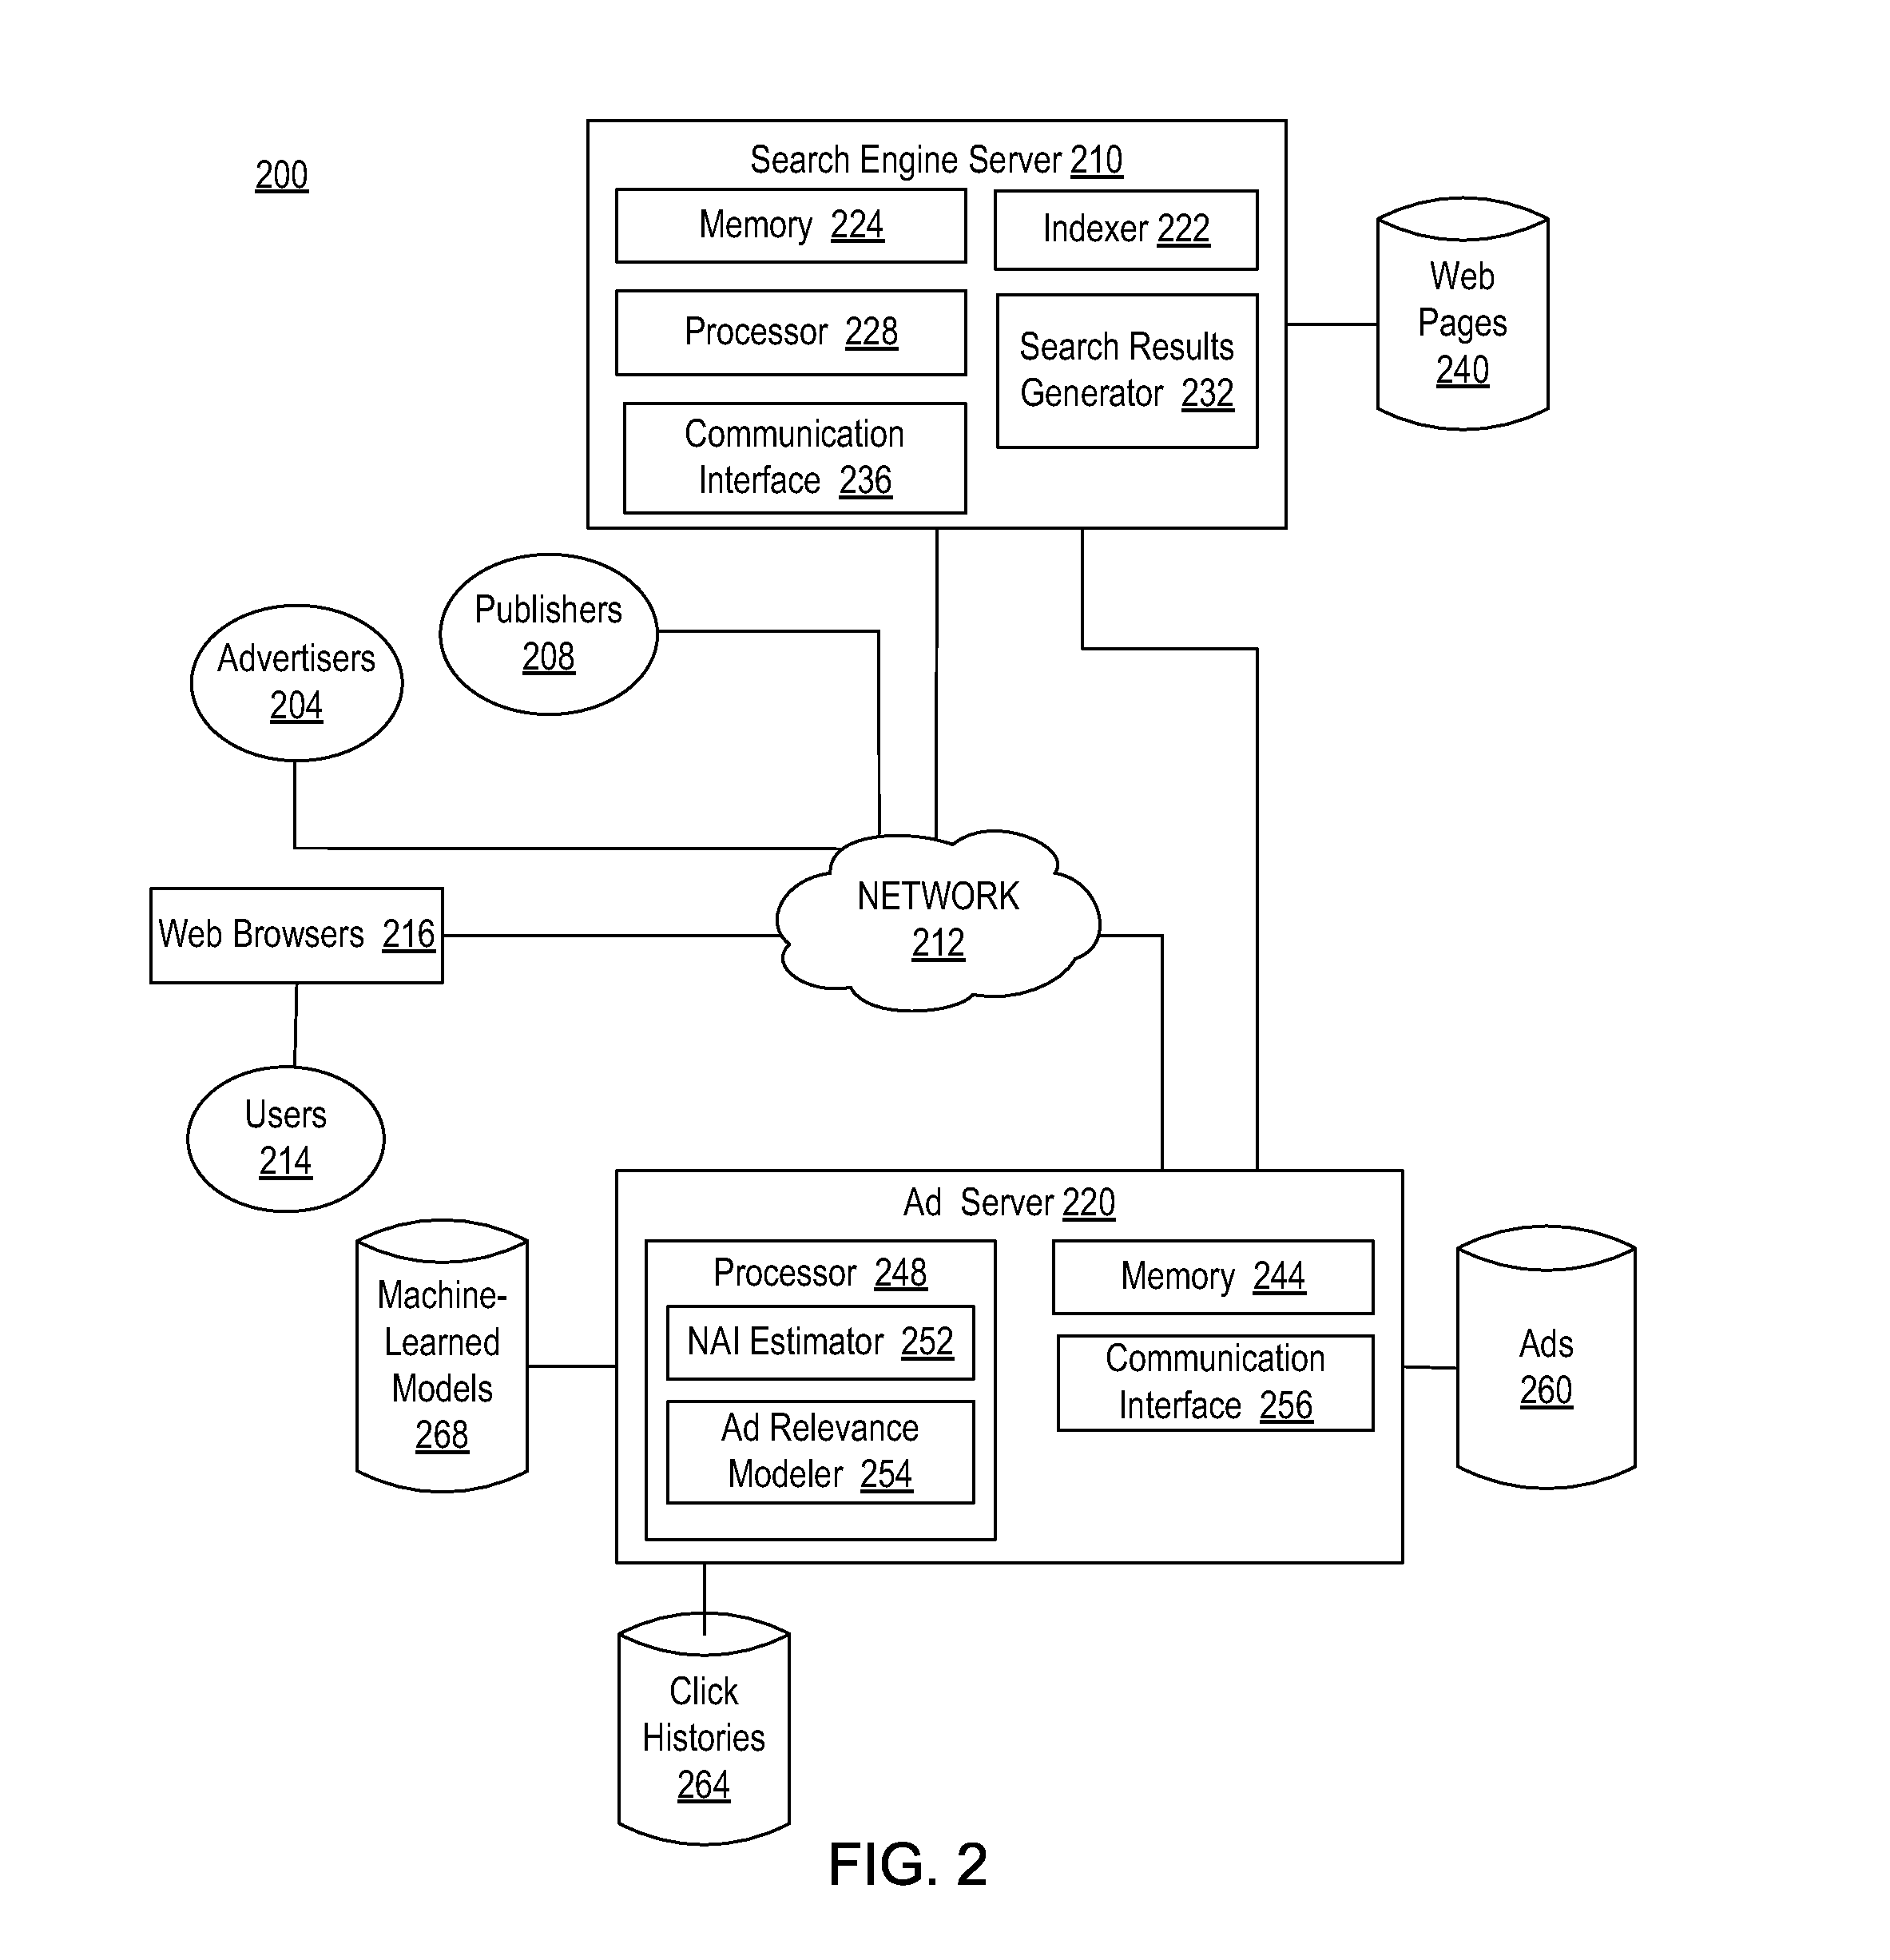 200
Search Engine Server 210
Memory 224
Indexer 222
Processor 228
Search Results
Generator 232
Communication
Interface 236
Web
Pages
240
Publishers
208
Advertisers
204
NETWORK
212
Web Browsers 216
Users
214
Ad Server 220
Processor 248
NAI Estimator 252
Ad Relevance
Modeler 254
Memory 244
Communication
Interface 256
Machine-
Learned
Models
268
Ads
260
Click
Histories
264
FIG. 2